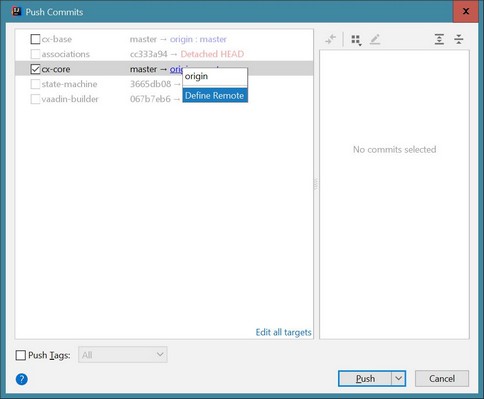 Push Commits
cx-base master → origin : master
associations cc333a94 → Detached HEAD
cx-core master →
origin
state-machine 3665db08 →
Define Remote
vaadin-builder 067b7eb6 →
No commits selected
Edit all targets
Push Tags: All
? Push Cancel